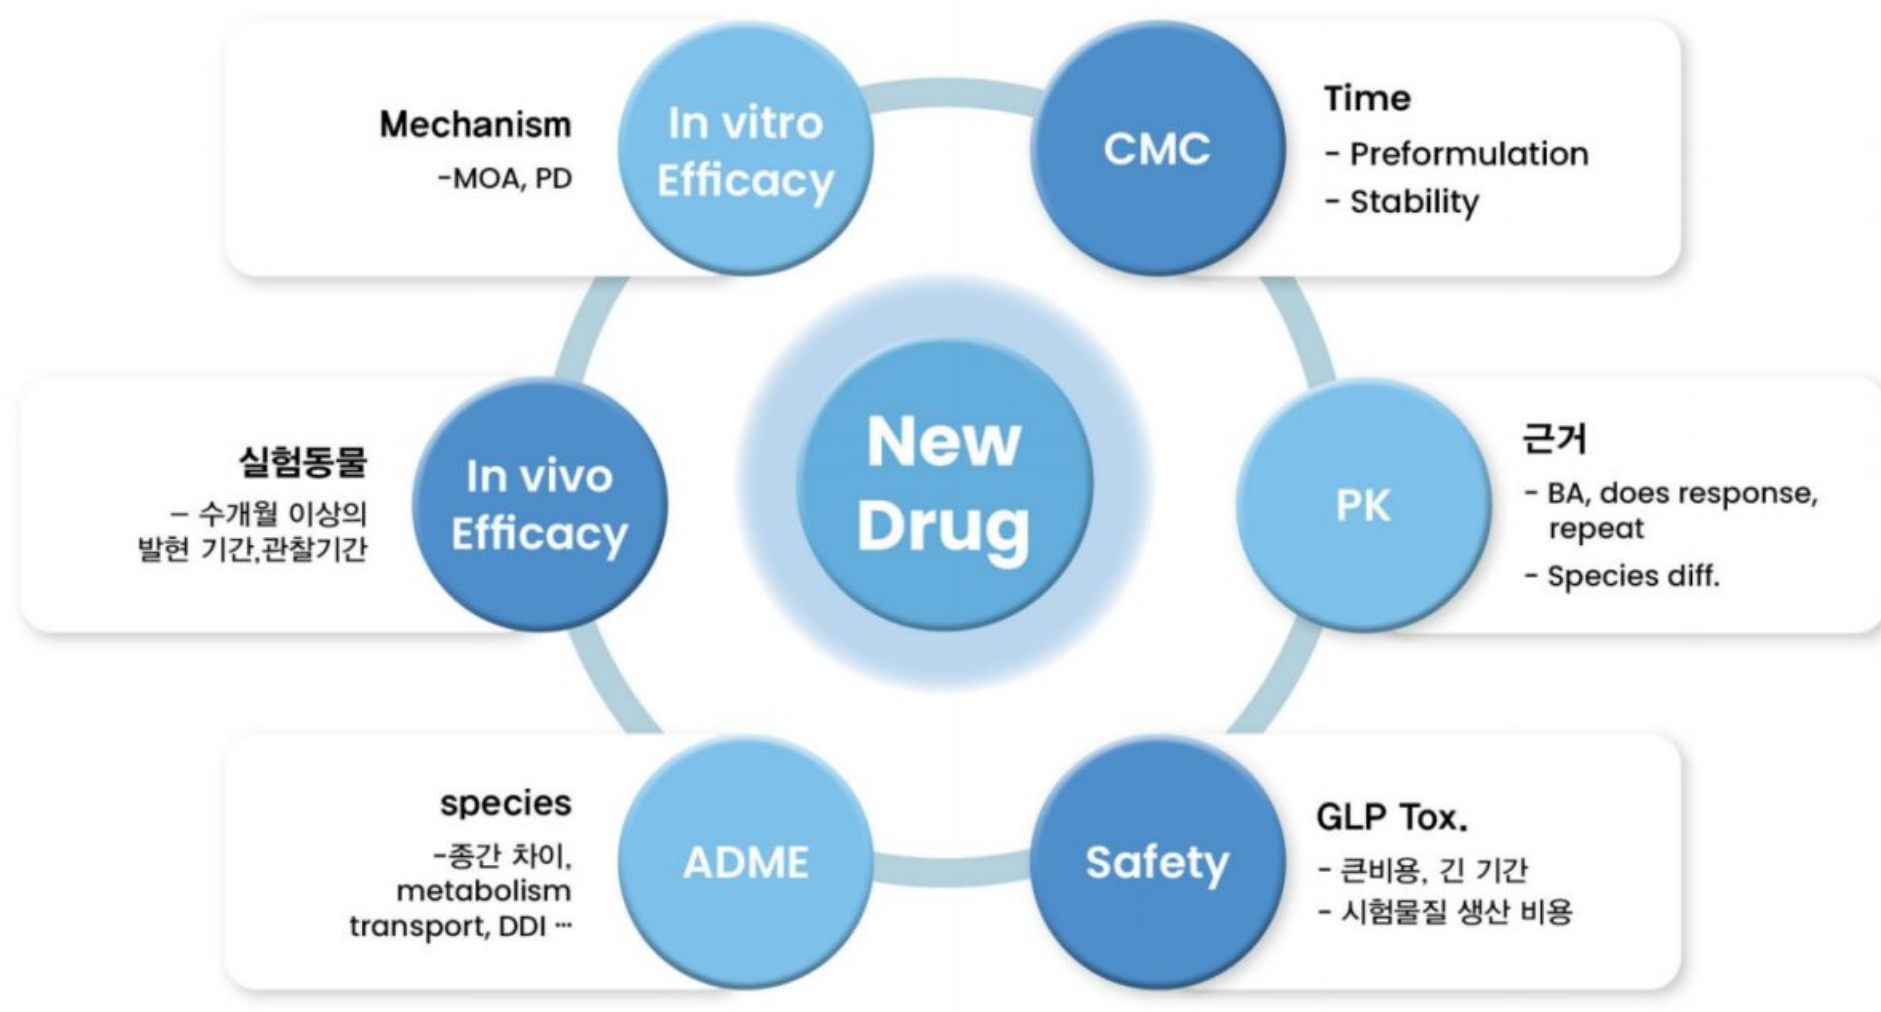 Mechanism
-MOA, PD
In vitro
Efficacy
CMC
Time
- Preformulation
- Stability
실험동물
- 수개월 이상의
발현 기간,관찰기간
In vivo
Efficacy
New
Drug
PK
근거
- BA, does response,
repeat
- Species diff.
species
-종간 차이,
metabolism
transport, DDI ···
ADME
Safety
GLP Tox.
- 큰비용, 긴 기간
- 시험물질 생산 비용